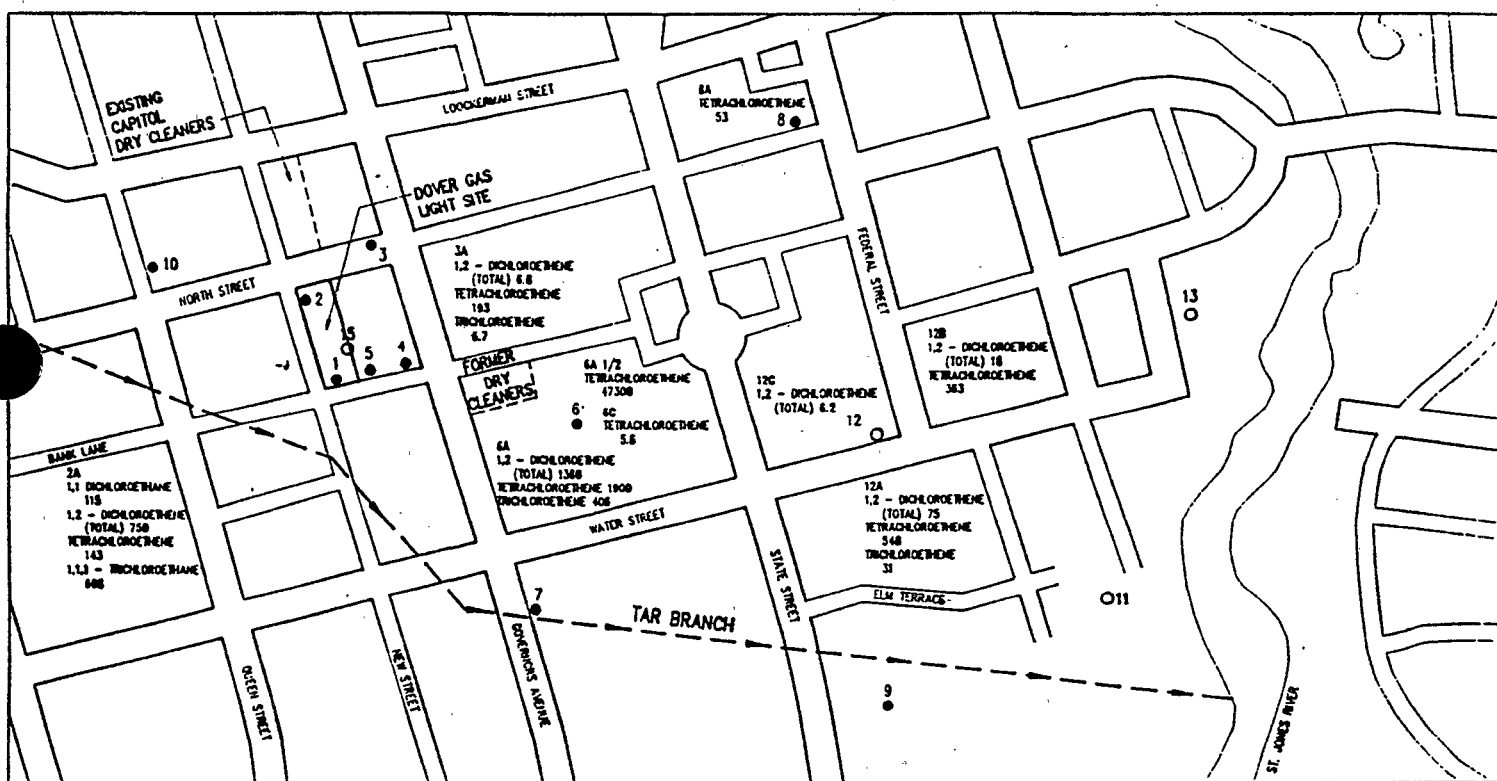 EXISTING
CAPITOL
DRY CLEANERS
LOOCKERMAN STREET
8A
TETRACHLOROETHENE
53
8
DOVER GAS
LIGHT SITE
10
3
NORTH STREET
2
15
1
5
4
3A
1,2 - DICHLOROETHENE
(TOTAL) 6.8
TETRACHLOROETHENE
193
TRICHLOROETHENE
6.7
FEDERAL STREET
13
FORMER
DRY
CLEANERS
6A 1/2
TETRACHLOROETHENE
47300
6
6C
TETRACHLOROETHENE
5.6
6A
1,2 - DICHLOROETHENE
(TOTAL)
TETRACHLOROETHENE 1900
TRICHLOROETHENE
12B
1,2 - DICHLOROETHENE
(TOTAL) 18
TETRACHLOROETHENE
363
12C
1,2 - DICHLOROETHENE
(TOTAL) 6.2
12
BANK LANE
2A
1,1 DICHLOROETHANE
115
1,2 - DICHLOROETHENE
(TOTAL) 750
TETRACHLOROETHENE
143
1,1,1 - TRICHLOROETHANE
WATER STREET
12A
1,2 - DICHLOROETHENE
(TOTAL) 75
TETRACHLOROETHENE
TRICHLOROETHENE
31
STATE STREET
ELM TERRACE
11
7
TAR BRANCH
QUEEN STREET
NEW STREET
GOVERNORS AVENUE
9
ST. JONES RIVER